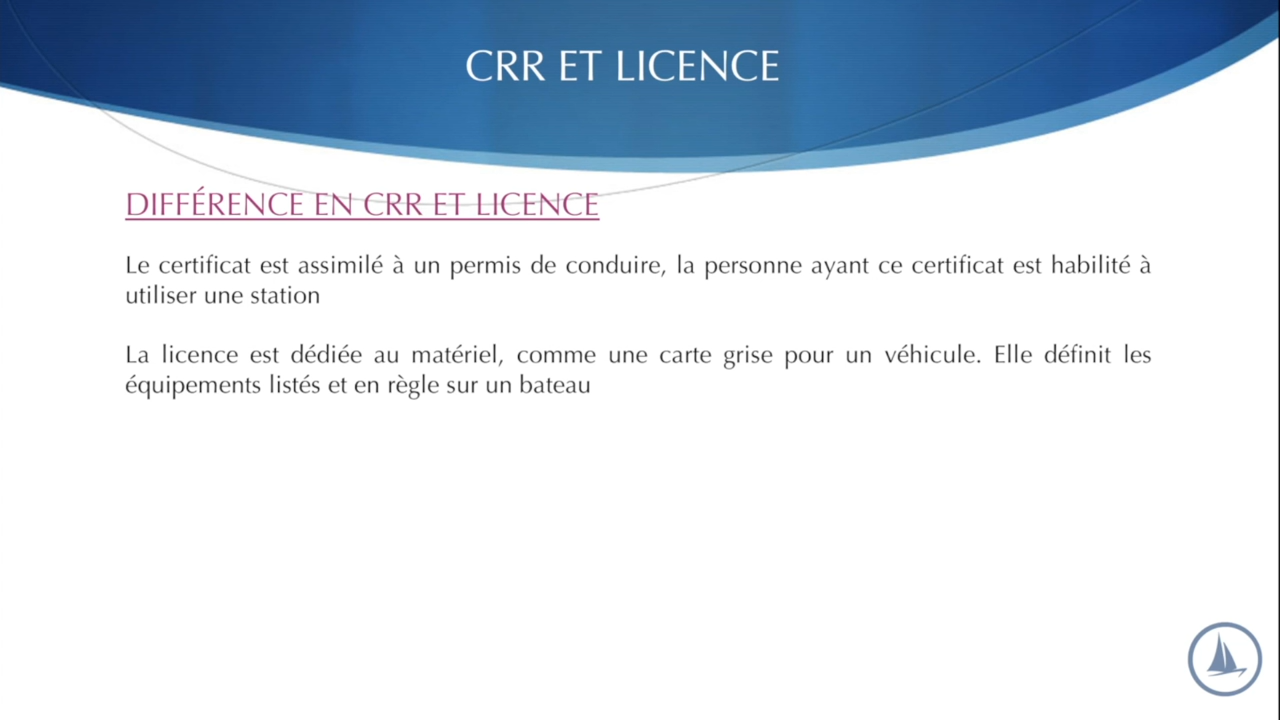 CRR ET LICENCE
DIFFÉRENCE EN CRR ET LICENCE
Le certificat est assimilé à un permis de conduire, la personne ayant ce certificat est habilité à
utiliser une station
La licence est dédiée au matériel, comme une carte grise pour un véhicule. Elle définit les
équipements listés et en règle sur un bateau